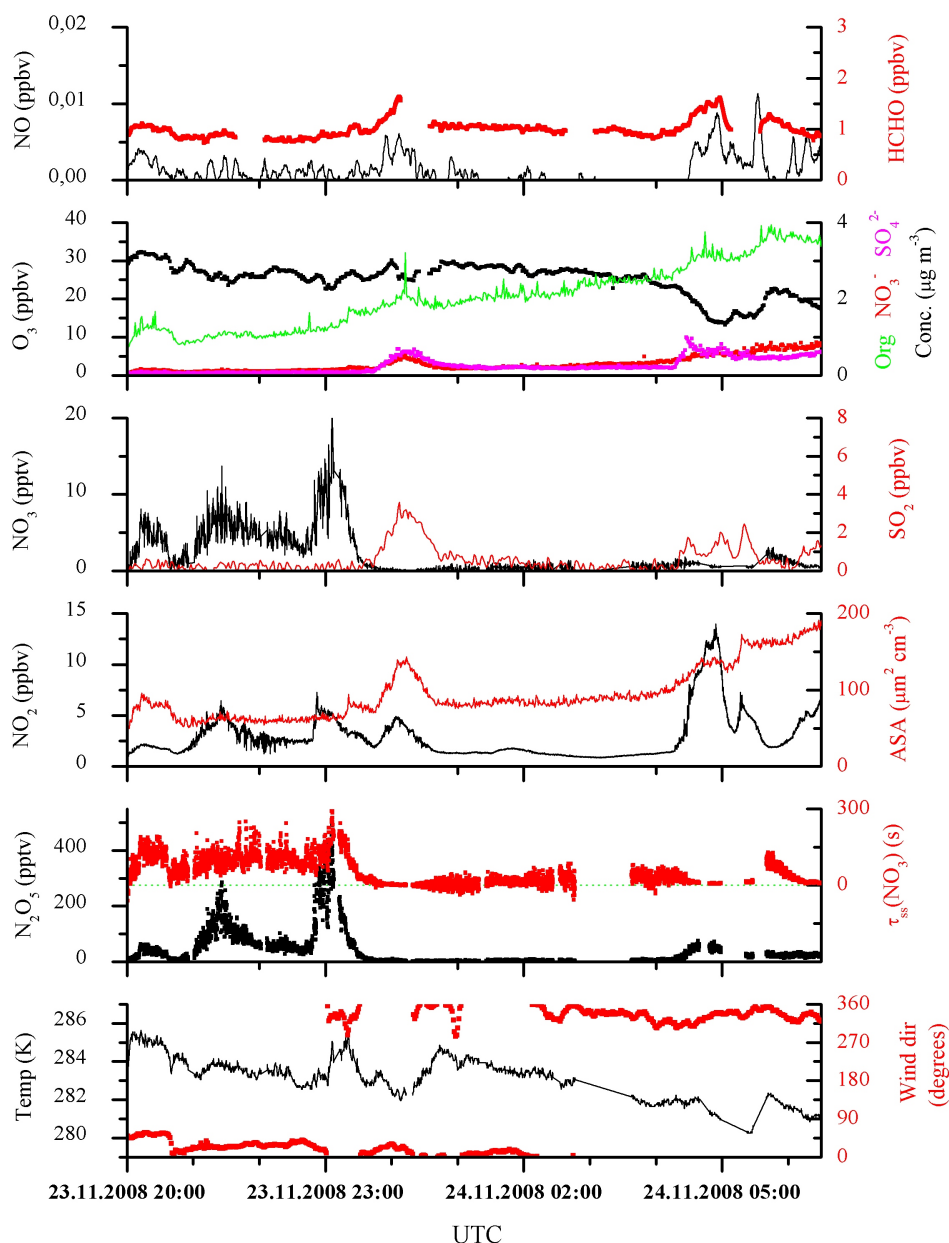 NO (ppbv)
0,02
0,01
0,00
3
2
1
0
HCHO (ppbv)
O₃ (ppbv)
40
30
20
10
0
4
2
0
Org NO₃⁻ SO₄²⁻
Conc. (μg m⁻³)
NO₃ (pptv)
20
10
0
8
6
4
2
0
SO₂ (ppbv)
NO₂ (ppbv)
15
10
5
0
200
100
0
ASA (μm² cm⁻³)
N₂O₅ (pptv)
400
200
0
300
0
τss(NO₃) (s)
Temp (K)
286
284
282
280
360
270
180
90
0
Wind dir
(degrees)
23.11.2008 20:00 23.11.2008 23:00 24.11.2008 02:00 24.11.2008 05:00
UTC